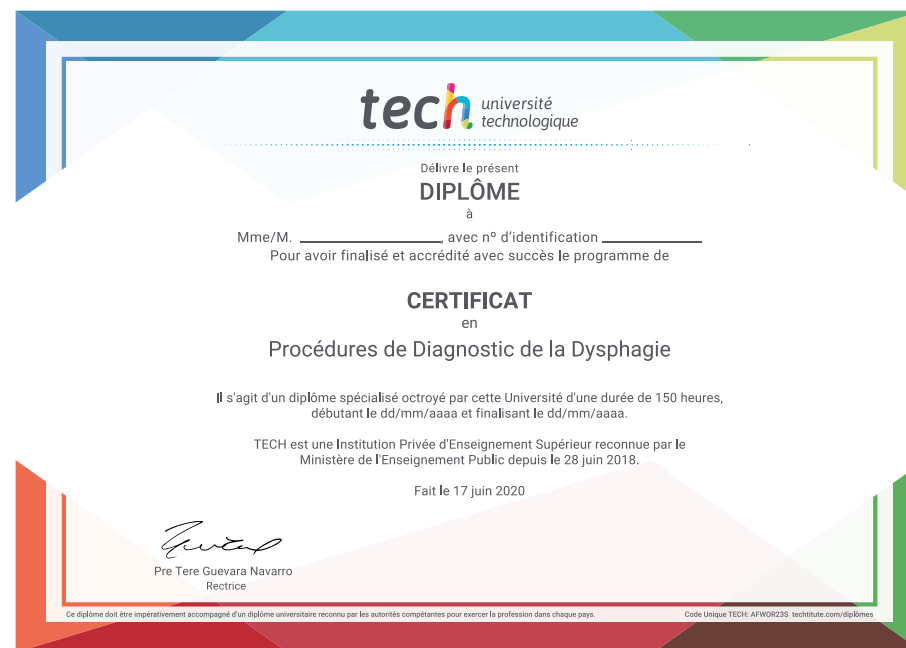 tech université
technologique
Délivre le présent
DIPLÔME
à
Mme/M. ____________, avec nº d'identification ____________
Pour avoir finalisé et accrédité avec succès le programme de
CERTIFICAT
en
Procédures de Diagnostic de la Dysphagie
Il s'agit d'un diplôme spécialisé octroyé par cette Université d'une durée de 150 heures,
débutant le dd/mm/aaaa et finalisant le dd/mm/aaaa.
TECH est une Institution Privée d'Enseignement Supérieur reconnue par le
Ministère de l'Enseignement Public depuis le 28 juin 2018.
Fait le 17 juin 2020
Pre Tere Guevara Navarro
Rectrice
Ce diplôme doit être impérativement accompagné d'un diplôme universitaire reconnu par les autorités compétentes pour exercer la profession dans chaque pays.
Code Unique TECH: AFWOR23S techtitute.com/diplômes